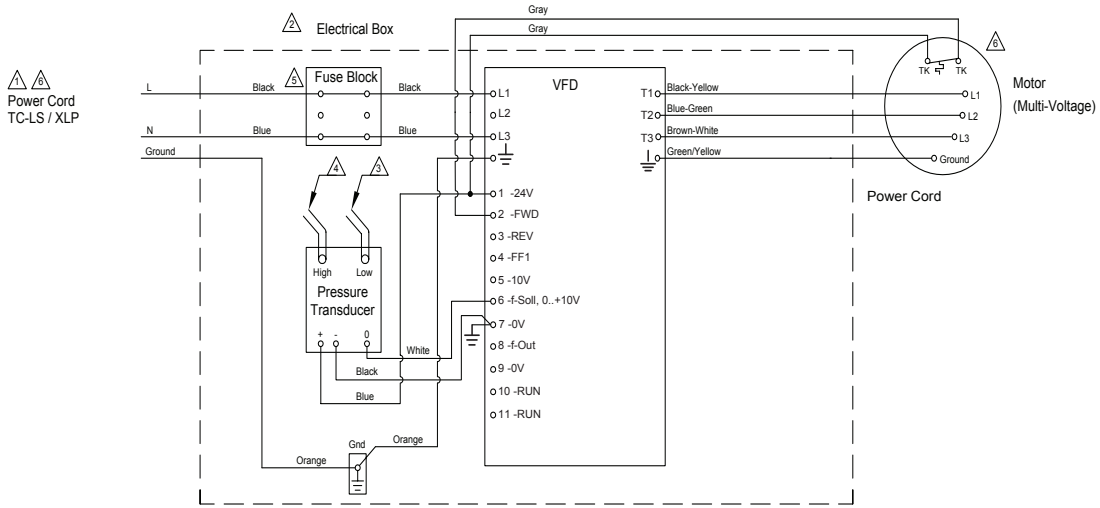 Gray
2
Electrical Box
Gray
6
1 6
Power Cord
TC-LS / XLP
L
Black
5
Fuse Block
Black
L1
VFD
T1
Black-Yellow
TK
TK
L1
Motor
(Multi-Voltage)
L2
T2
Blue-Green
L2
N
Blue
Blue
L3
T3
Brown-White
L3
Ground
Green/Yellow
Ground
4
3
1 -24V
Power Cord
2 -FWD
3 -REV
4 -FF1
High
Low
5 -10V
Pressure
Transducer
6 -f-Soll, 0..+10V
7 -0V
+ - 0
White
8 -f-Out
Black
9 -0V
Blue
10 -RUN
11 -RUN
Gnd
Orange
Orange